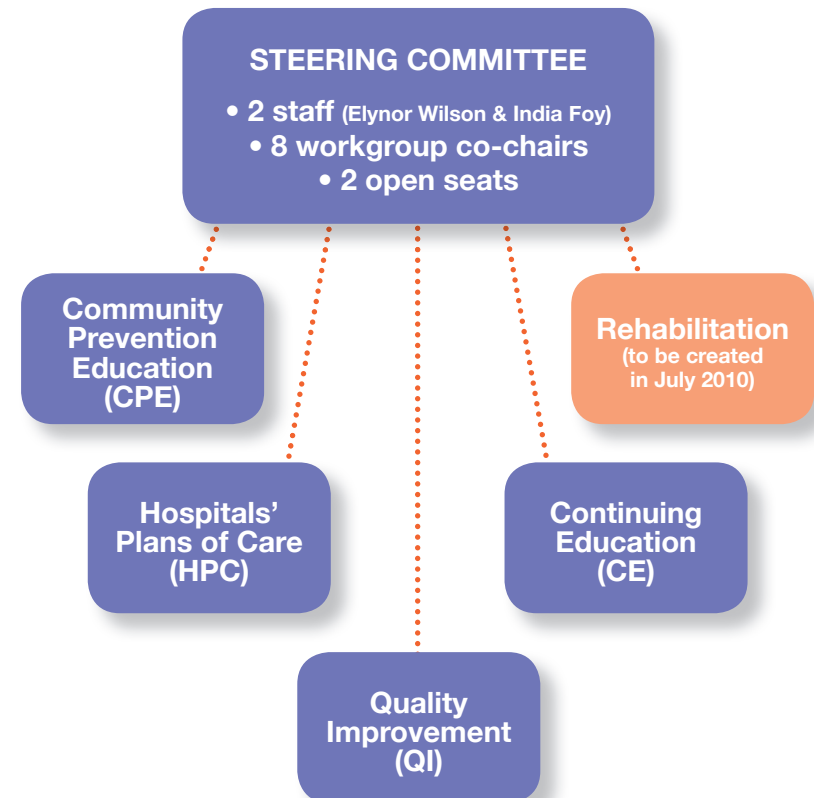 STEERING COMMITTEE
• 2 staff (Elynor Wilson & India Foy)
• 8 workgroup co-chairs
• 2 open seats
Community
Prevention
Education
(CPE)
Rehabilitation
(to be created
in July 2010)
Hospitals’
Plans of Care
(HPC)
Continuing
Education
(CE)
Quality
Improvement
(QI)